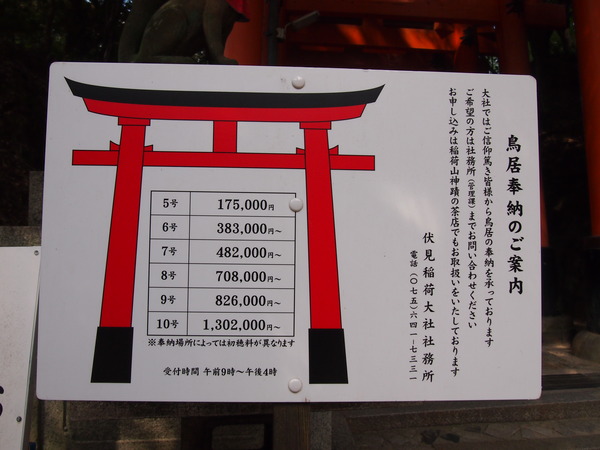 鳥居奉納のご案内
大社ではご信仰篤き皆様から鳥居の奉納を承っております
ご希望の方は社務所（管理課）までお問い合わせください
お申し込みは稲荷山神蹟の茶店でもお取扱いをいたしております
伏見稲荷大社社務所
電話（〇七五）六四一－七三三一
5号 175,000円
6号 383,000円～
7号 482,000円～
8号 708,000円～
9号 826,000円～
10号 1,302,000円～
※奉納場所によっては初穂料が異なります
受付時間 午前9時～午後4時